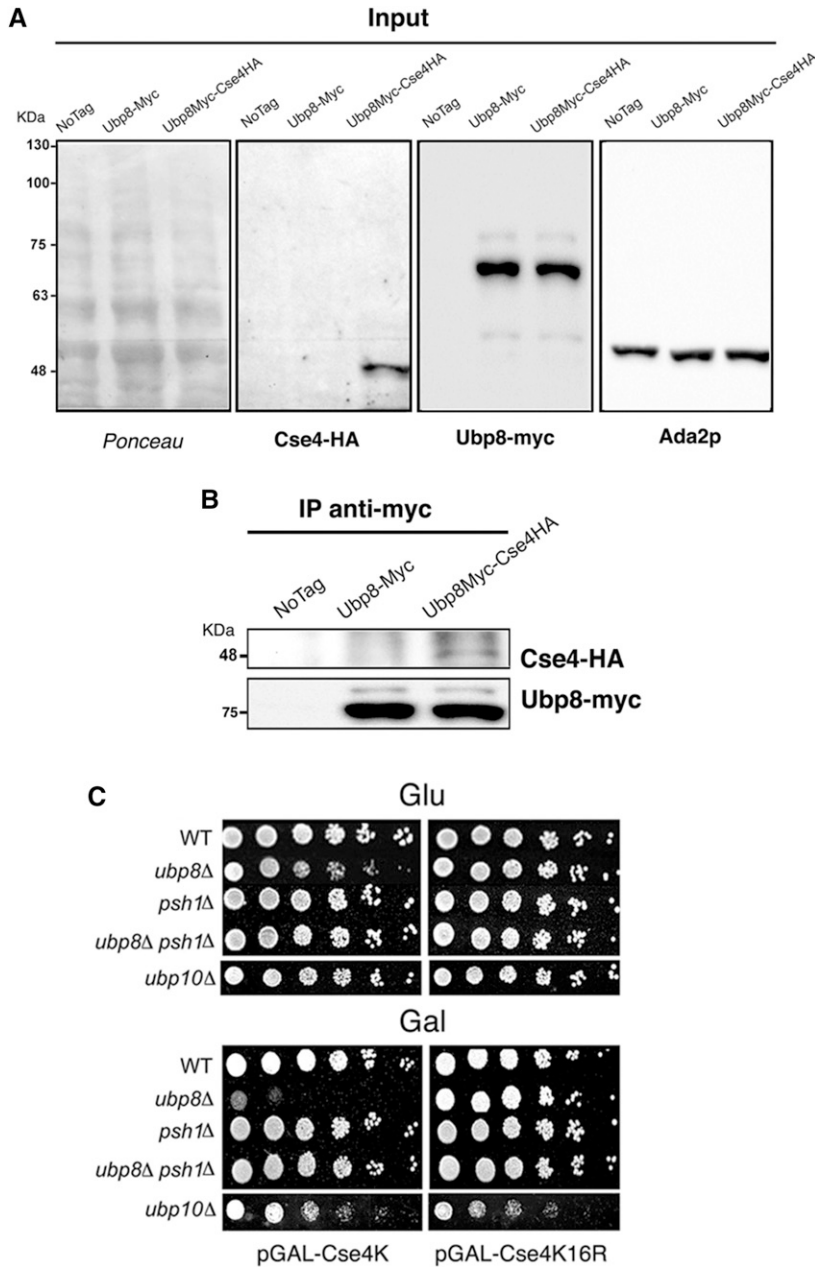 A
Input
KDa
NoTag
Ubp8-Myc
Ubp8Myc-Cse4HA
NoTag
Ubp8-Myc
Ubp8Myc-Cse4HA
NoTag
Ubp8-Myc
Ubp8Myc-Cse4HA
NoTag
Ubp8-Myc
Ubp8Myc-Cse4HA
130
100
75
63
48
Ponceau
Cse4-HA
Ubp8-myc
Ada2p
B
IP anti-myc
NoTag
Ubp8-Myc
Ubp8Myc-Cse4HA
KDa
48
Cse4-HA
75
Ubp8-myc
C
Glu
WT
ubp8Δ
psh1Δ
ubp8Δ psh1Δ
ubp10Δ
Gal
WT
ubp8Δ
psh1Δ
ubp8Δ psh1Δ
ubp10Δ
pGAL-Cse4K
pGAL-Cse4K16R